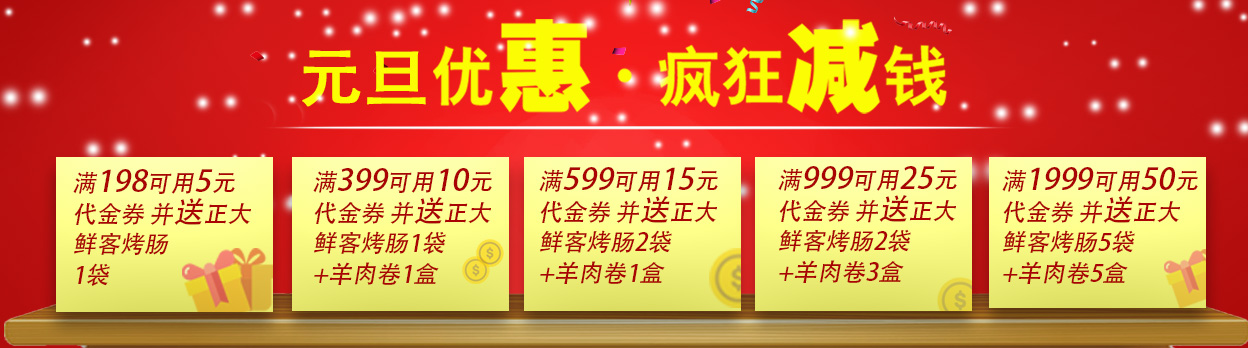 元旦优惠·疯狂减钱
满198可用5元
代金券 并送正大
鲜客烤肠
1袋
满399可用10元
代金券 并送正大
鲜客烤肠1袋
+羊肉卷1盒
满599可用15元
代金券 并送正大
鲜客烤肠2袋
+羊肉卷1盒
满999可用25元
代金券 并送正大
鲜客烤肠2袋
+羊肉卷3盒
满1999可用50元
代金券 并送正大
鲜客烤肠5袋
+羊肉卷5盒